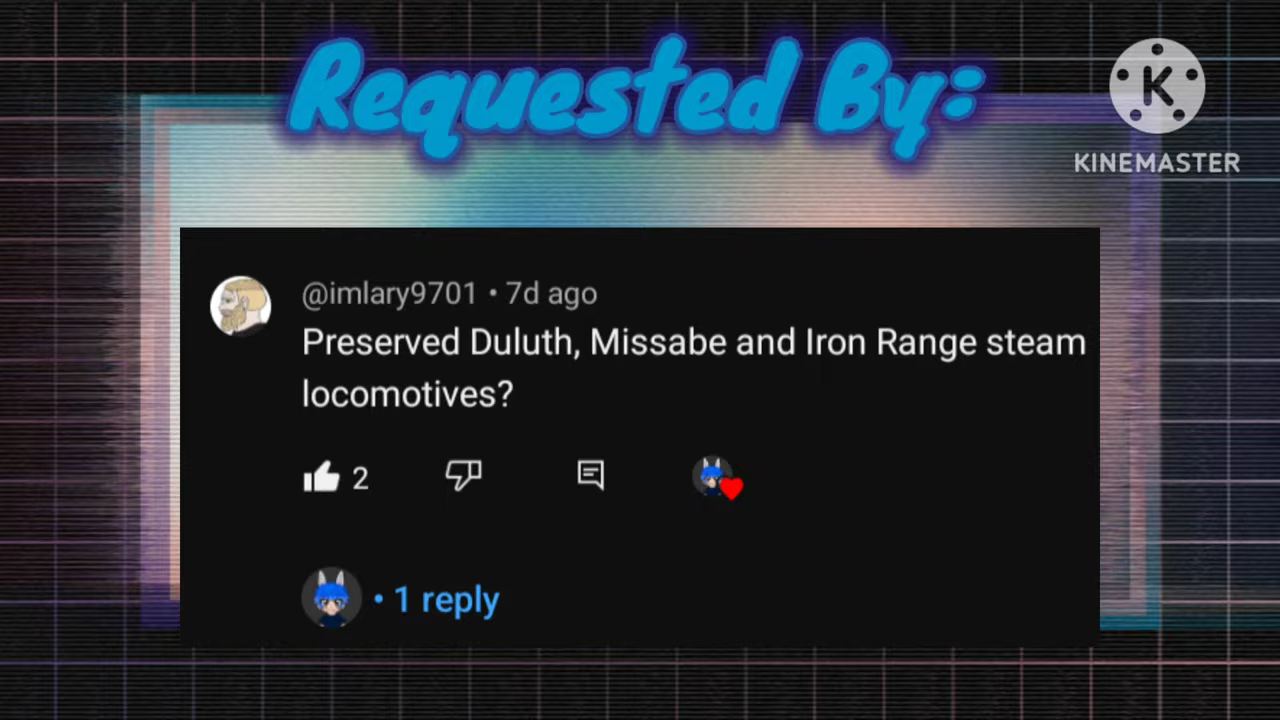 Requested By:
K
KINEMASTER
@imlary9701 • 7d ago
Preserved Duluth, Missabe and Iron Range steam
locomotives?
2
• 1 reply